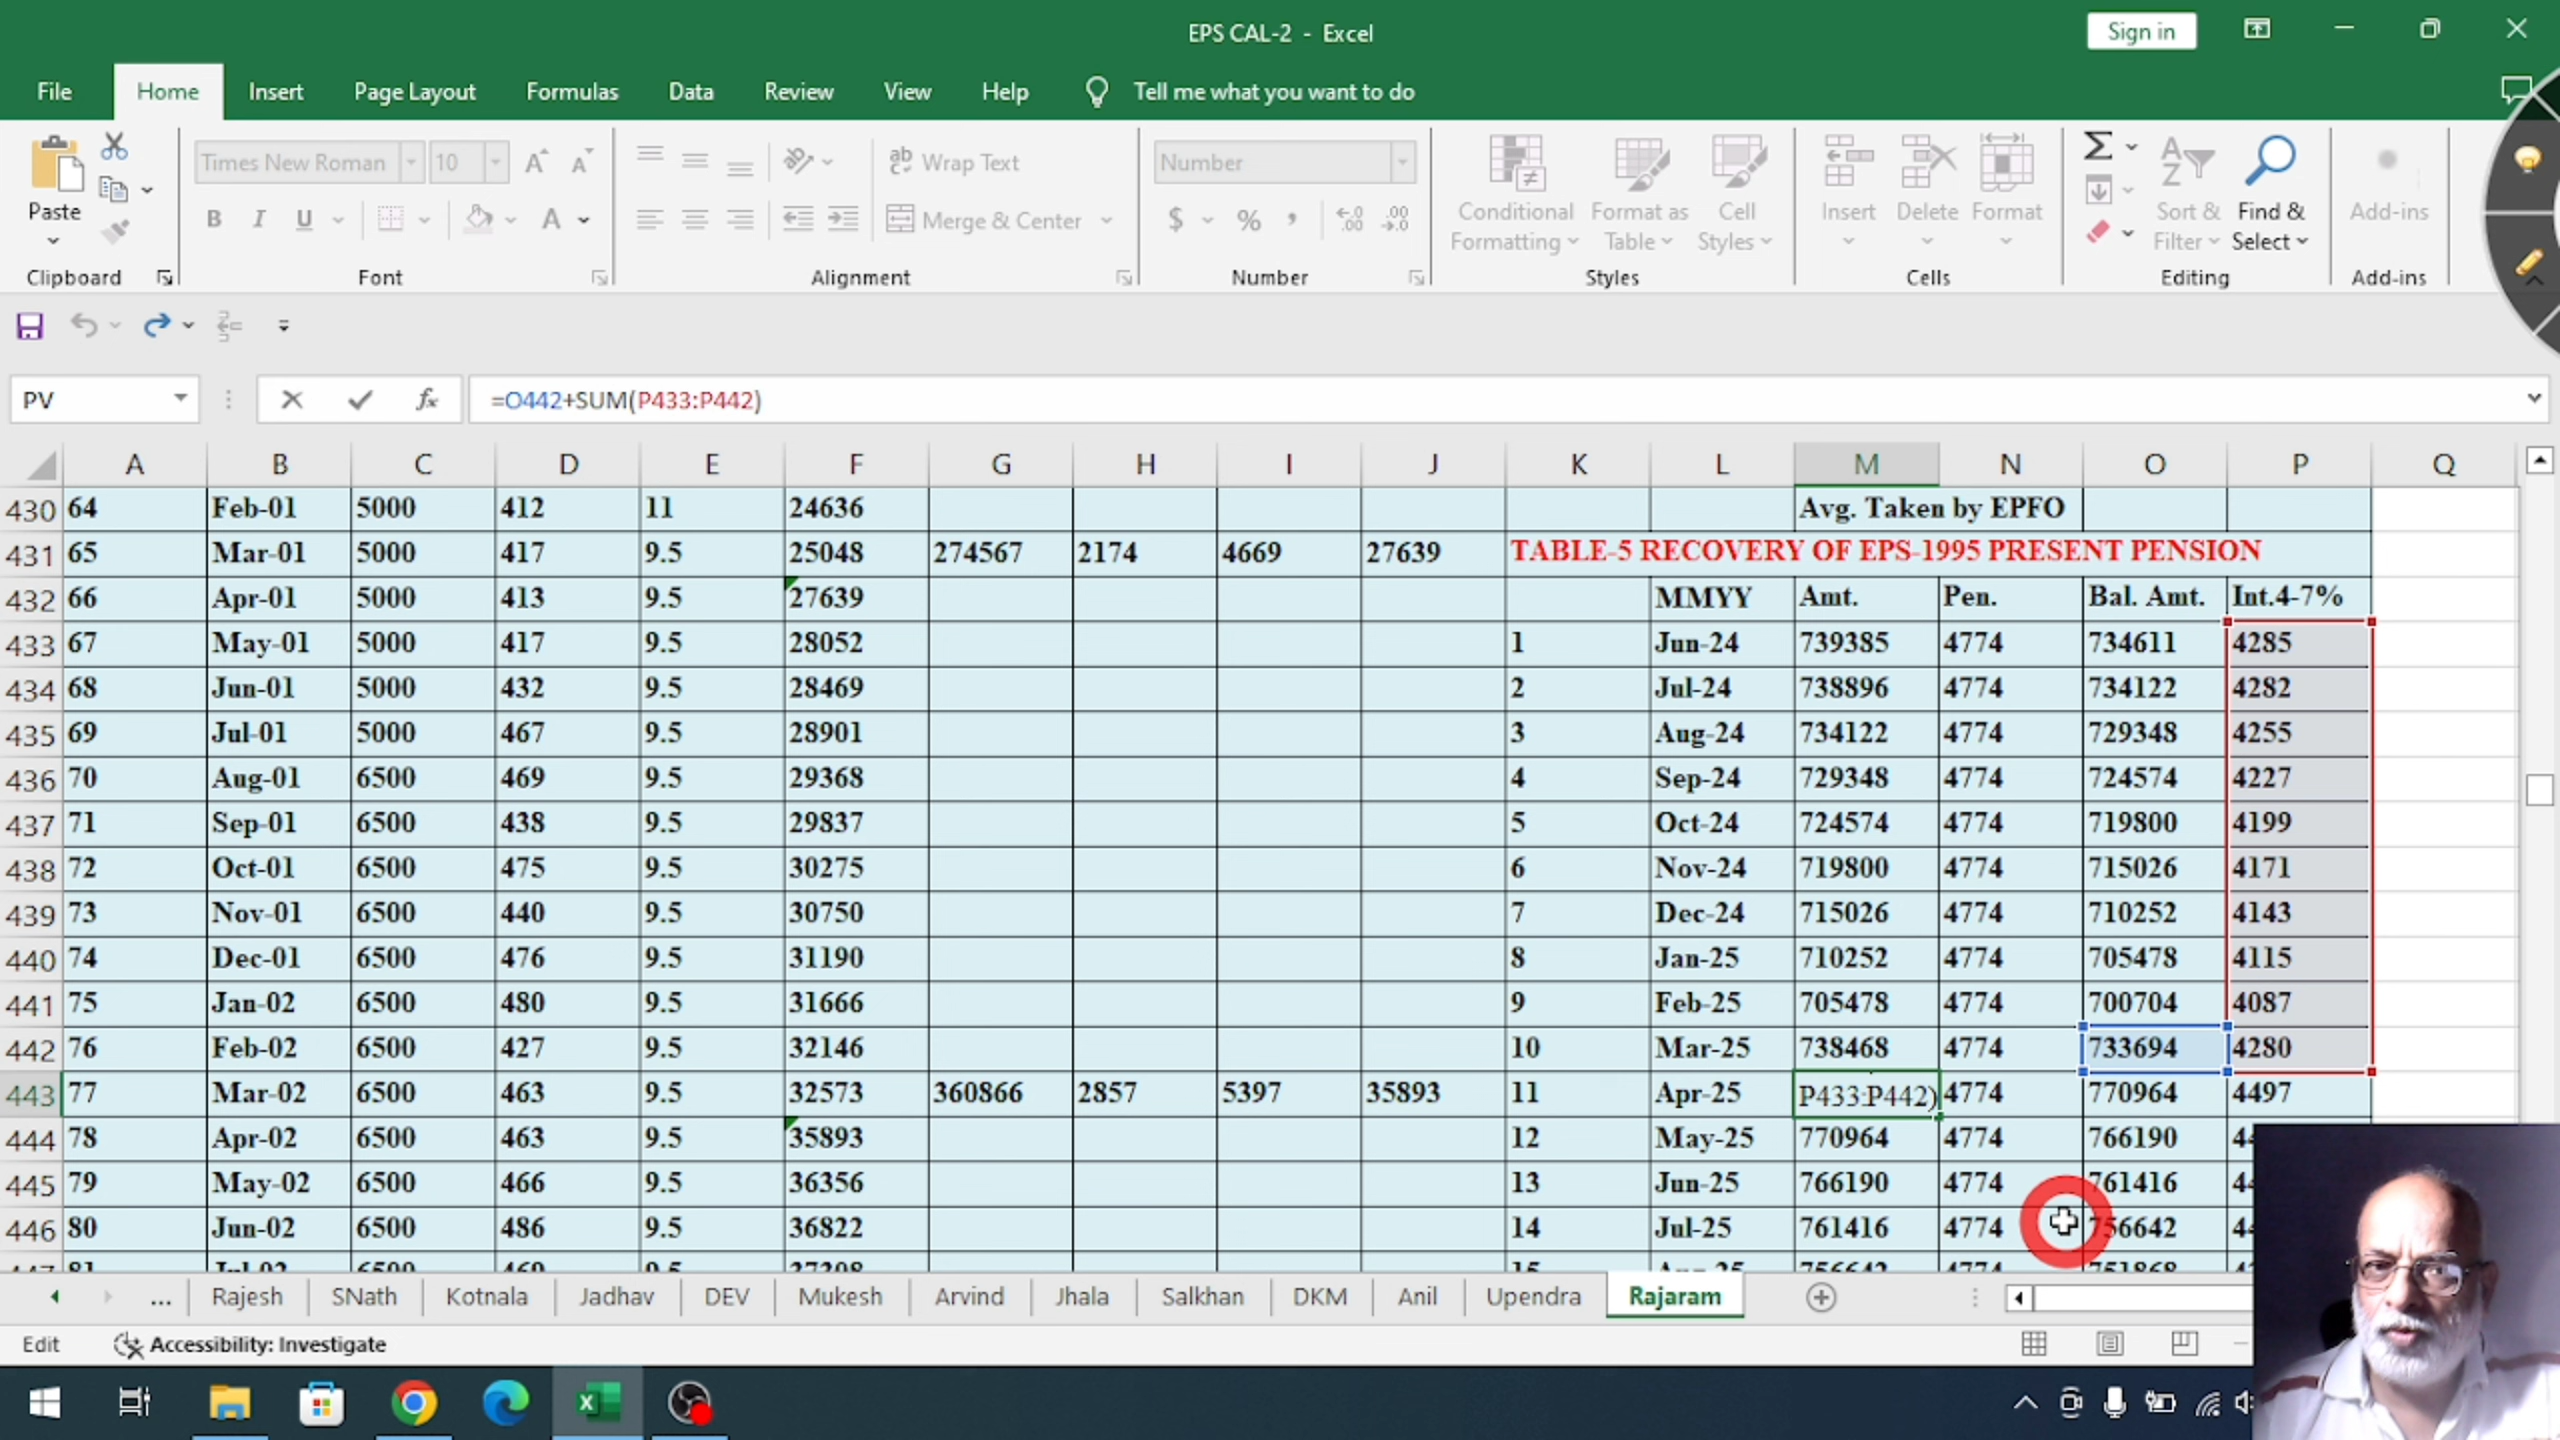 EPS CAL-2 - Excel
Sign in
File Home Insert Page Layout Formulas Data Review View Help Tell me what you want to do
Paste
Times New Roman 10
Wrap Text
Merge & Center
Number
Conditional Formatting
Format as Table
Cell Styles
Insert
Delete
Format
Sort & Filter
Find & Select
Add-ins
Clipboard Font Alignment Number Styles Cells Editing Add-ins
PV =O442+SUM(P433:P442)
A B C D E F G H I J K L M N O P Q
430 64 Feb-01 5000 412 11 24636 Avg. Taken by EPFO
431 65 Mar-01 5000 417 9.5 25048 274567 2174 4669 27639 TABLE-5 RECOVERY OF EPS-1995 PRESENT PENSION
432 66 Apr-01 5000 413 9.5 27639 MMYY Amt. Pen. Bal. Amt. Int.4-7%
433 67 May-01 5000 417 9.5 28052 1 Jun-24 739385 4774 734611 4285
434 68 Jun-01 5000 432 9.5 28469 2 Jul-24 738896 4774 734122 4282
435 69 Jul-01 5000 467 9.5 28901 3 Aug-24 734122 4774 729348 4255
436 70 Aug-01 6500 469 9.5 29368 4 Sep-24 729348 4774 724574 4227
437 71 Sep-01 6500 438 9.5 29837 5 Oct-24 724574 4774 719800 4199
438 72 Oct-01 6500 475 9.5 30275 6 Nov-24 719800 4774 715026 4171
439 73 Nov-01 6500 440 9.5 30750 7 Dec-24 715026 4774 710252 4143
440 74 Dec-01 6500 476 9.5 31190 8 Jan-25 710252 4774 705478 4115
441 75 Jan-02 6500 480 9.5 31666 9 Feb-25 705478 4774 700704 4087
442 76 Feb-02 6500 427 9.5 32146 10 Mar-25 738468 4774 733694 4280
443 77 Mar-02 6500 463 9.5 32573 360866 2857 5397 35893 11 Apr-25 P433:P442) 4774 770964 4497
444 78 Apr-02 6500 463 9.5 35893 12 May-25 770964 4774 766190
445 79 May-02 6500 466 9.5 36356 13 Jun-25 766190 4774 761416
446 80 Jun-02 6500 486 9.5 36822 14 Jul-25 761416 4774 756642
... Rajesh SNath Kotnala Jadhav DEV Mukesh Arvind Jhala Salkhan DKM Anil Upendra Rajaram
Edit Accessibility: Investigate